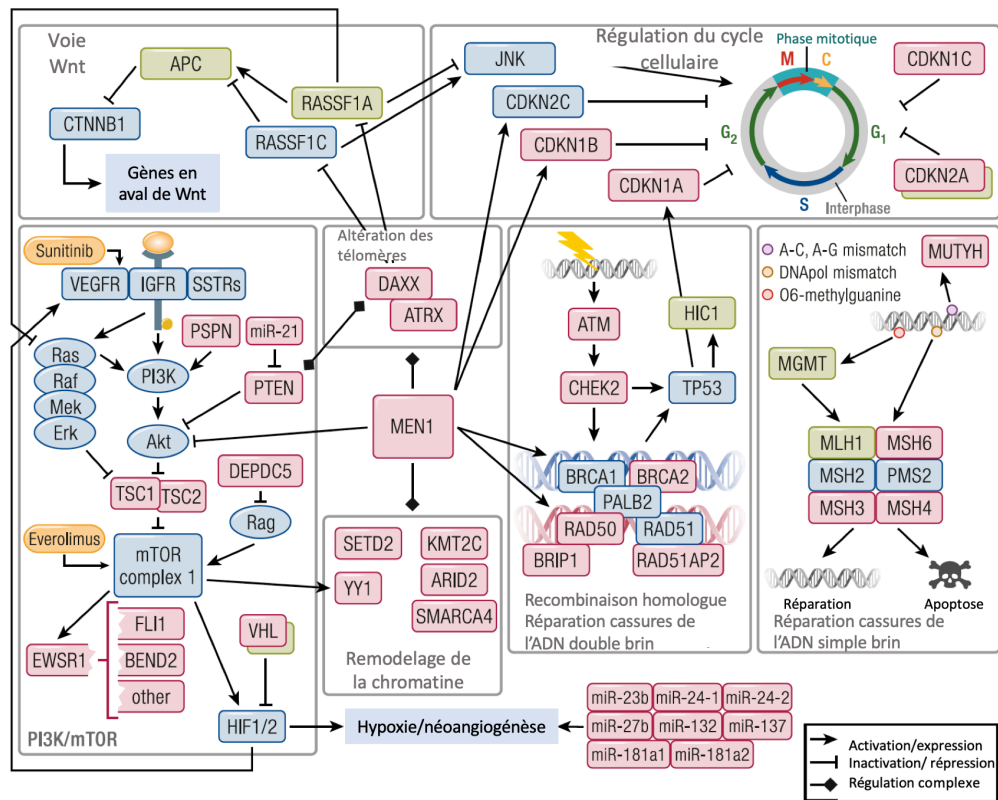 Voie
Wnt
APC
RASSF1A
CTNNB1
RASSF1C
Gènes en
aval de Wnt
JNK
Régulation du cycle
cellulaire
Phase mitotique
M
C
CDKN1C
CDKN2C
CDKN1B
CDKN1A
G2
G1
S
Interphase
CDKN2A
Sunitinib
VEGFR
IGFR
SSTRs
PSPN
miR-21
Ras
Raf
Mek
Erk
PI3K
PTEN
Akt
DEPDC5
TSC1
TSC2
Rag
Everolimus
mTOR
complex 1
FLI1
EWSR1
BEND2
other
VHL
HIF1/2
PI3K/mTOR
Altération des
télomères
DAXX
ATRX
MEN1
SETD2
KMT2C
YY1
ARID2
SMARCA4
Remodelage de
la chromatine
Hypoxie/néoangiogénèse
ATM
HIC1
CHEK2
TP53
BRCA1
BRCA2
PALB2
RAD50
RAD51
BRIP1
RAD51AP2
Recombinaison homologue
Réparation cassures de
l'ADN double brin
A-C, A-G mismatch
DNApol mismatch
O6-methylguanine
MUTYH
MGMT
MLH1
MSH6
MSH2
PMS2
MSH3
MSH4
Réparation
Apoptose
Réparation cassures de
l'ADN simple brin
miR-23b
miR-24-1
miR-24-2
miR-27b
miR-132
miR-137
miR-181a1
miR-181a2
Activation/expression
Inactivation/ répression
Régulation complexe